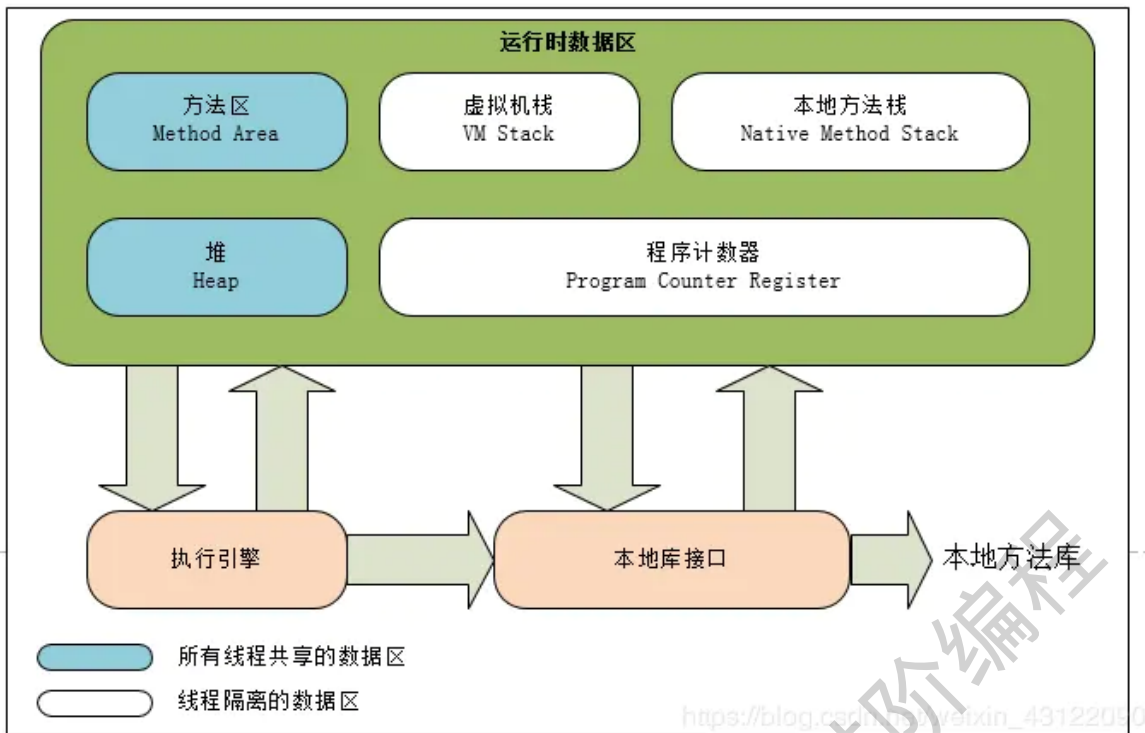 运行时数据区
方法区
Method Area
虚拟机栈
VM Stack
本地方法栈
Native Method Stack
堆
Heap
程序计数器
Program Counter Register
执行引擎
本地库接口
本地方法库
所有线程共享的数据区
线程隔离的数据区
阶编程